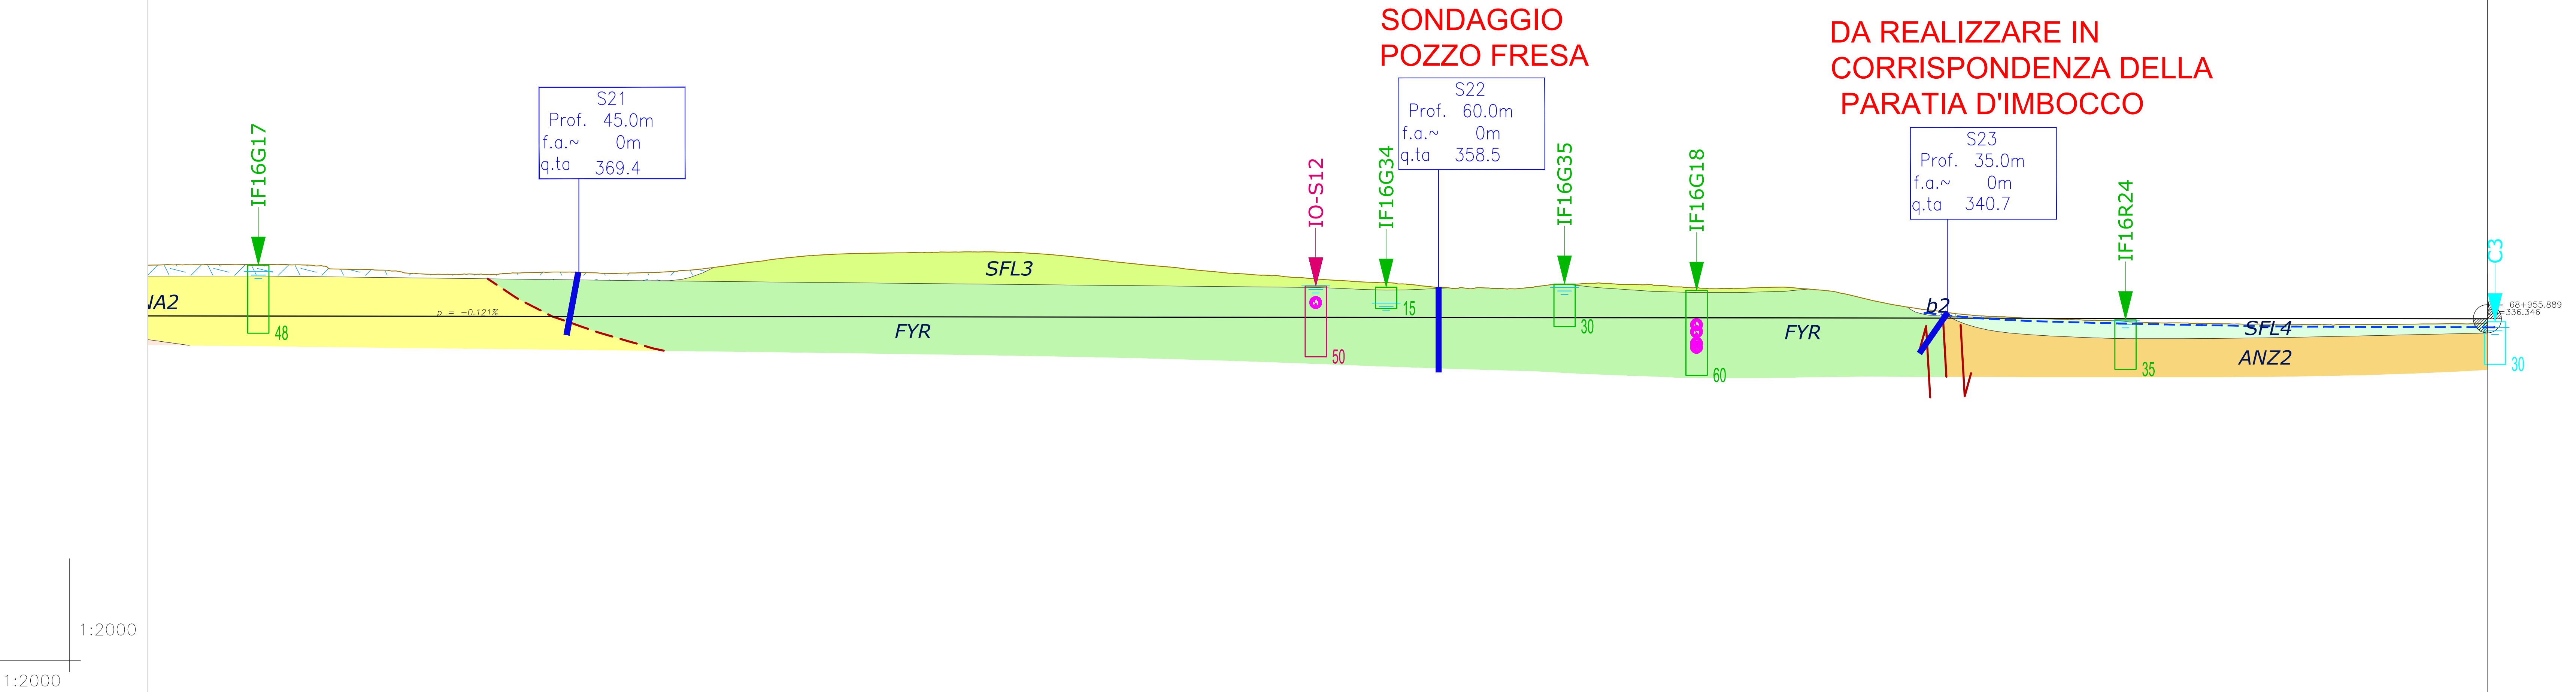 SONDAGGIO
POZZO FRESA
DA REALIZZARE IN
CORRISPONDENZA DELLA
PARATIA D'IMBOCCO
S21
Prof. 45.0m
f.a.~ 0m
q.ta 369.4
S22
Prof. 60.0m
f.a.~ 0m
q.ta 358.5
S23
Prof. 35.0m
f.a.~ 0m
q.ta 340.7
IF16G17
IO-S12
IF16G34
IF16G35
IF16G18
IF16R24
C3
SFL3
NA2
p = -0.121%
48
FYR
50
15
30
60
FYR
b2
SFL4
ANZ2
35
30
68+955.889
=336.346
1:2000
1:2000